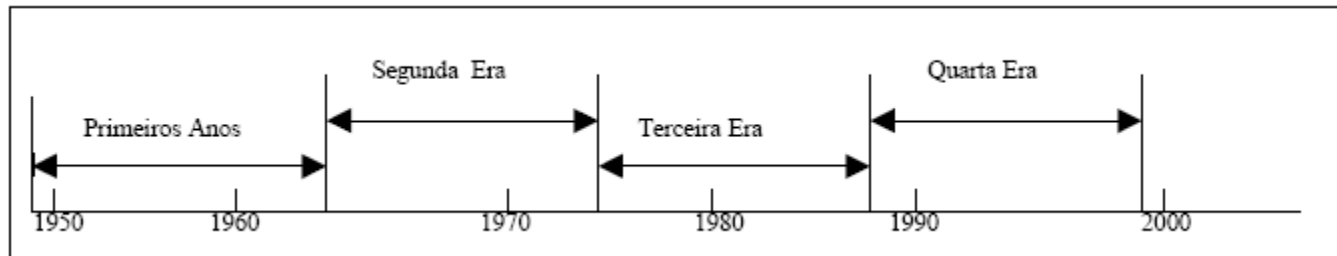 Segunda Era
Quarta Era
Primeiros Anos
Terceira Era
1950
1960
1970
1980
1990
2000